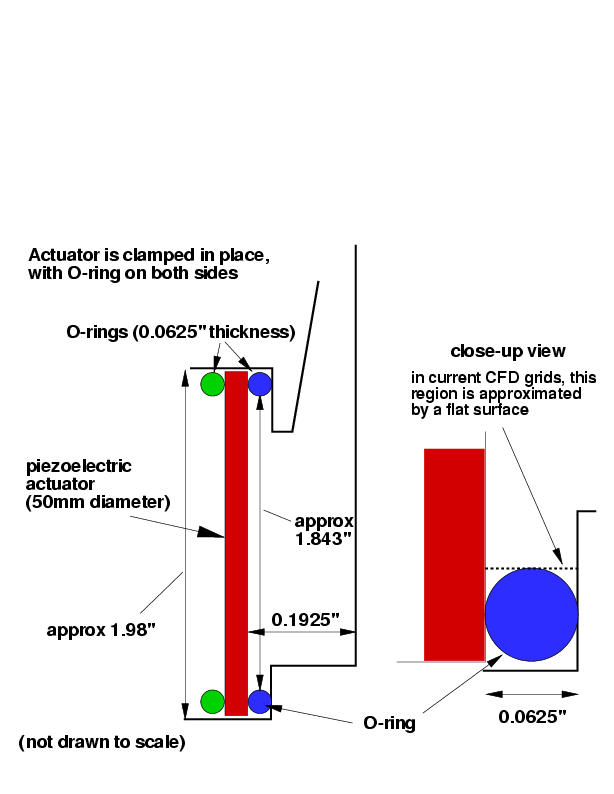 Actuator is clamped in place,
with O-ring on both sides
O-rings (0.0625" thickness)
close-up view
in current CFD grids, this
region is approximated
by a flat surface
piezoelectric
actuator
(50mm diameter)
approx
1.843"
0.1925"
approx 1.98"
O-ring
0.0625"
(not drawn to scale)